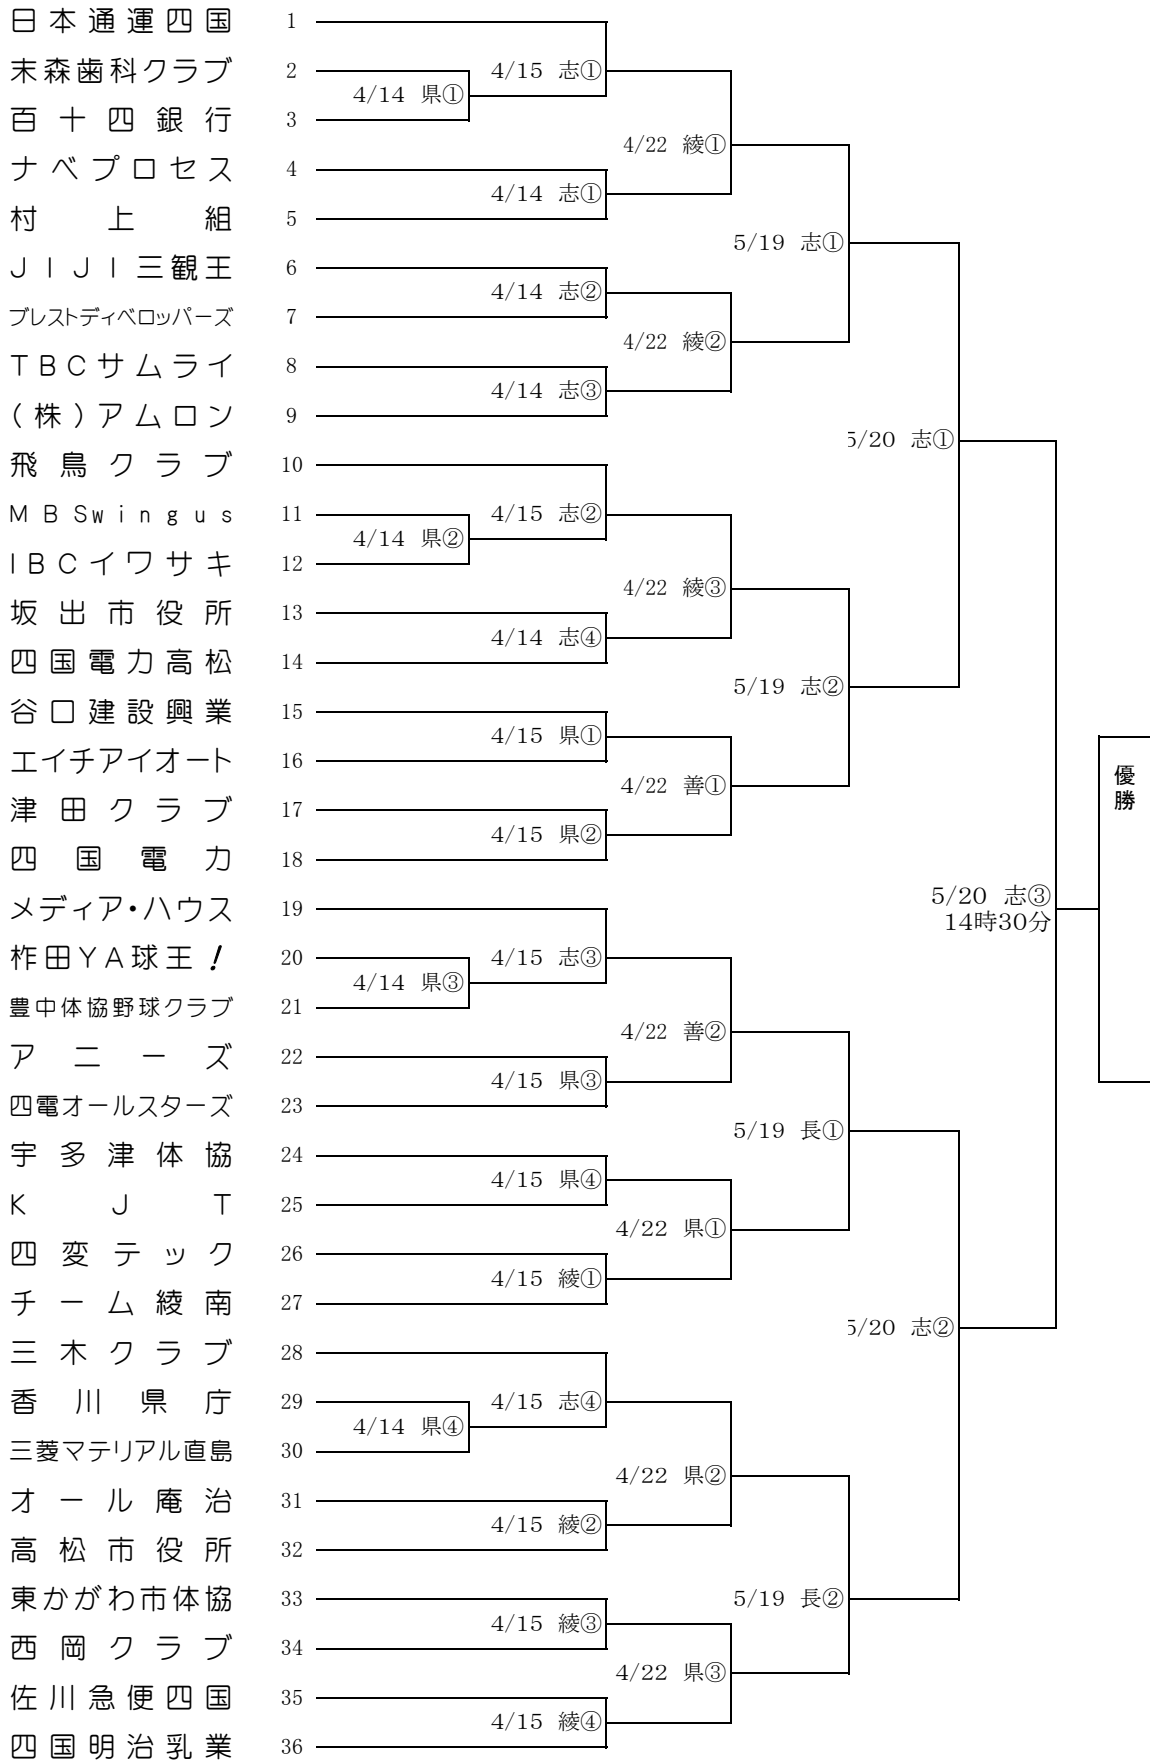 日本通運四国 1
末森歯科クラブ 2 4/15 志①
4/14 県①
百十四銀行 3
4/22 綾①
ナベプロセス 4
4/14 志①
村上組 5
5/19 志①
JIJI三観王 6
4/14 志②
ブレストディベロッパーズ 7
4/22 綾②
TBCサムライ 8
4/14 志③
(株)アムロン 9
5/20 志①
飛鳥クラブ 10
MBSwingus 11 4/15 志②
4/14 県②
IBCイワサキ 12
4/22 綾③
坂出市役所 13
4/14 志④
四国電力高松 14
5/19 志②
谷口建設興業 15
4/15 県①
エイチアイオート 16
4/22 善①
優勝
津田クラブ 17
4/15 県②
四国電力 18
メディア・ハウス 19
5/20 志③
14時30分
柞田YA球王! 20 4/15 志③
4/14 県③
豊中体協野球クラブ 21
4/22 善②
アニーズ 22
4/15 県③
四電オールスターズ 23
5/19 長①
宇多津体協 24
4/15 県④
KJT 25
4/22 県①
四変テック 26
4/15 綾①
チーム綾南 27
5/20 志②
三木クラブ 28
香川県庁 29 4/15 志④
4/14 県④
三菱マテリアル直島 30
4/22 県②
オール庵治 31
4/15 綾②
高松市役所 32
東かがわ市体協 33 5/19 長②
4/15 綾③
西岡クラブ 34
4/22 県③
佐川急便四国 35
4/15 綾④
四国明治乳業 36